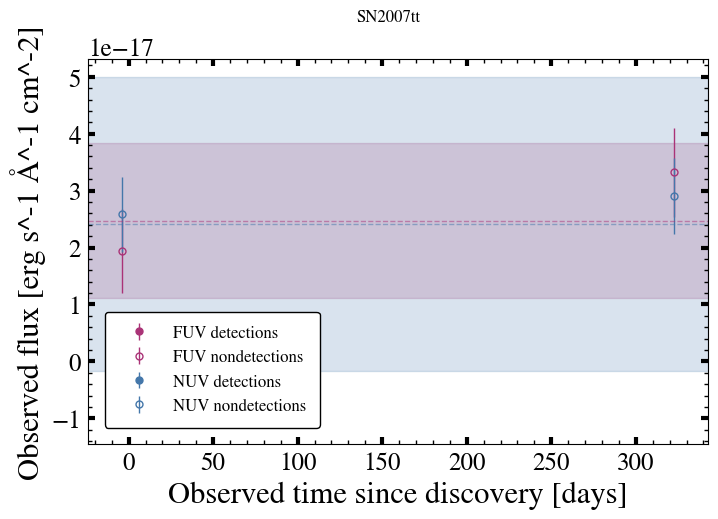 SN2007tt
1e−17
Observed flux [erg s^-1 Å^-1 cm^-2]
5
4
3
2
1
0
−1
FUV detections
FUV nondetections
NUV detections
NUV nondetections
0 50 100 150 200 250 300
Observed time since discovery [days]